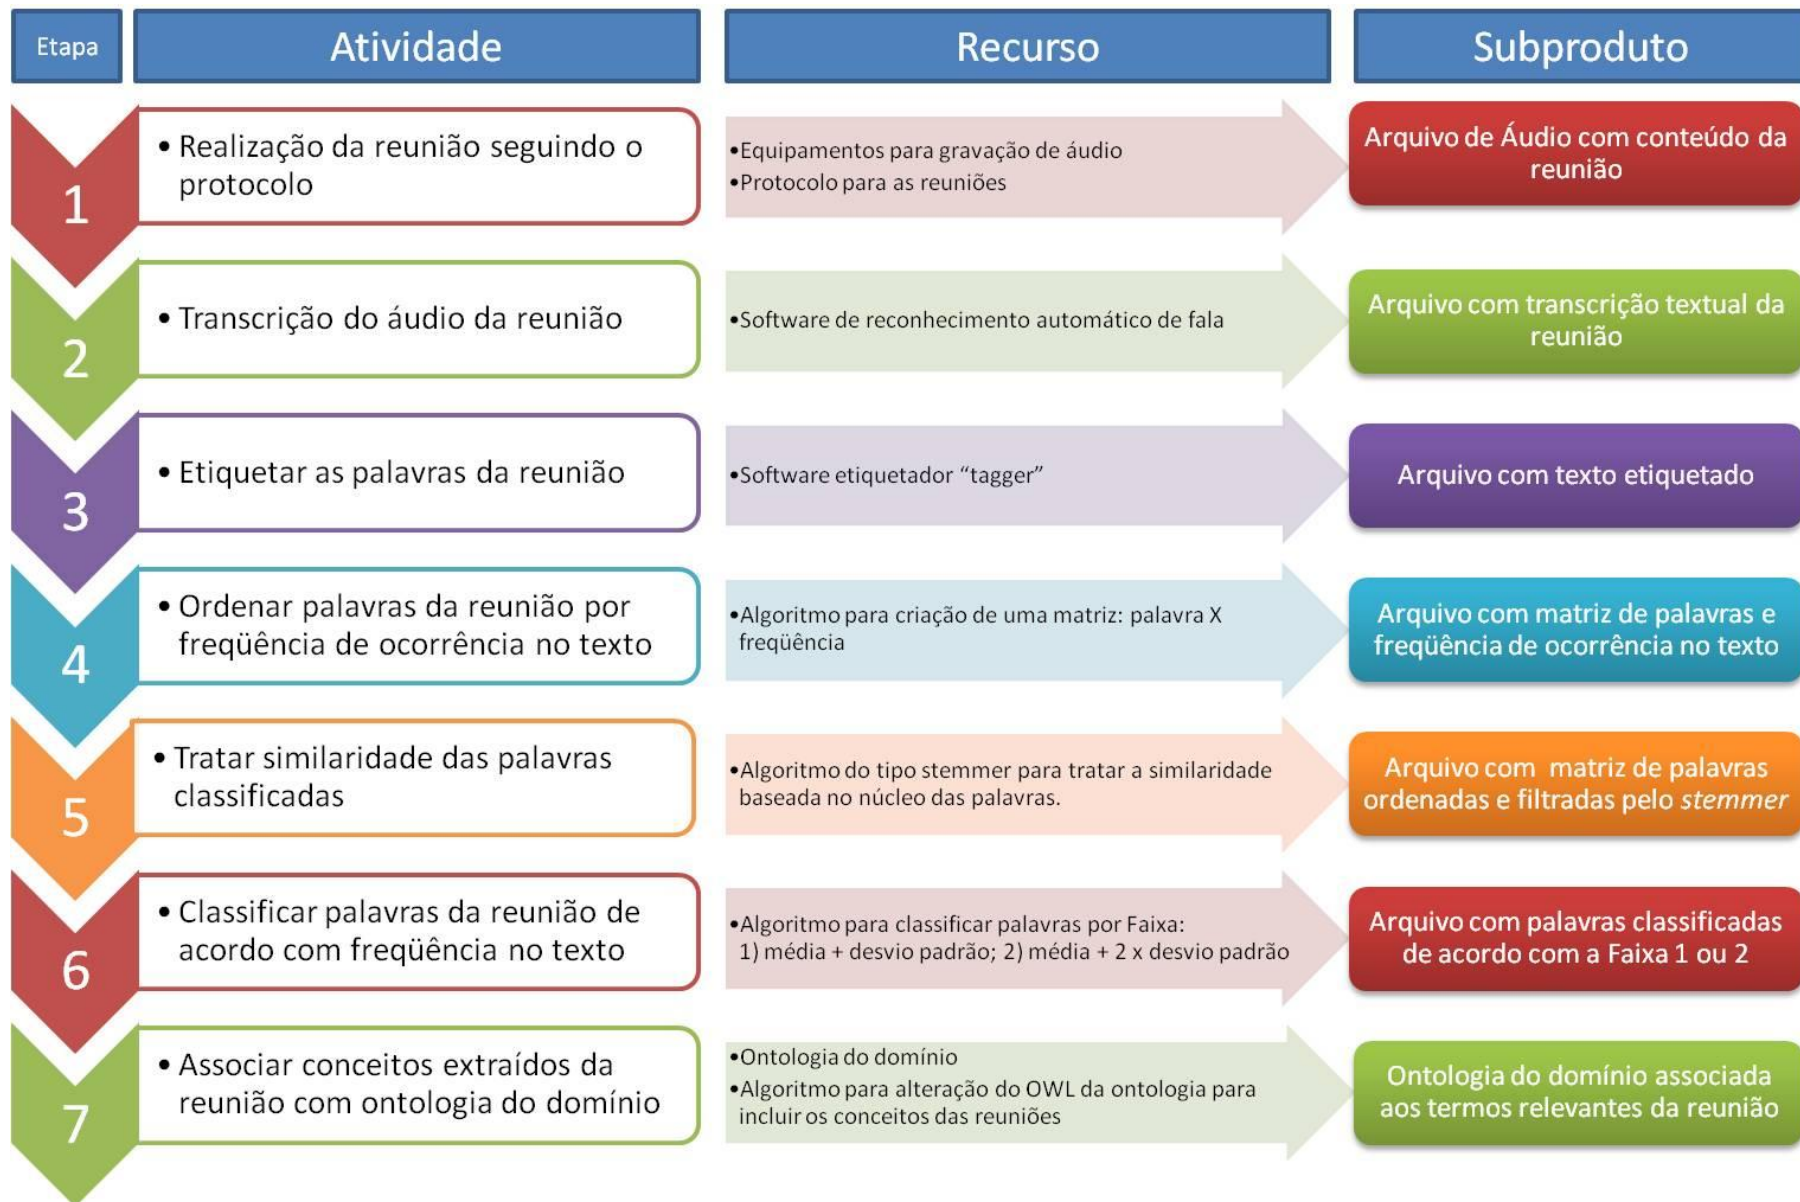 Etapa
Atividade
Recurso
Subproduto
1
• Realização da reunião seguindo o
protocolo
•Equipamentos para gravação de áudio
•Protocolo para as reuniões
Arquivo de Áudio com conteúdo da
reunião
2
• Transcrição do áudio da reunião
•Software de reconhecimento automático de fala
Arquivo com transcrição textual da
reunião
3
• Etiquetar as palavras da reunião
•Software etiquetador “tagger”
Arquivo com texto etiquetado
4
• Ordenar palavras da reunião por
freqüência de ocorrência no texto
•Algoritmo para criação de uma matriz: palavra X
freqüência
Arquivo com matriz de palavras e
freqüência de ocorrência no texto
5
• Tratar similaridade das palavras
classificadas
•Algoritmo do tipo stemmer para tratar a similaridade
baseada no núcleo das palavras.
Arquivo com matriz de palavras
ordenadas e filtradas pelo stemmer
6
• Classificar palavras da reunião de
acordo com freqüência no texto
•Algoritmo para classificar palavras por Faixa:
1) média + desvio padrão; 2) média + 2 x desvio padrão
Arquivo com palavras classificadas
de acordo com a Faixa 1 ou 2
7
• Associar conceitos extraídos da
reunião com ontologia do domínio
•Ontologia do domínio
•Algoritmo para alteração do OWL da ontologia para
incluir os conceitos das reuniões
Ontologia do domínio associada
aos termos relevantes da reunião